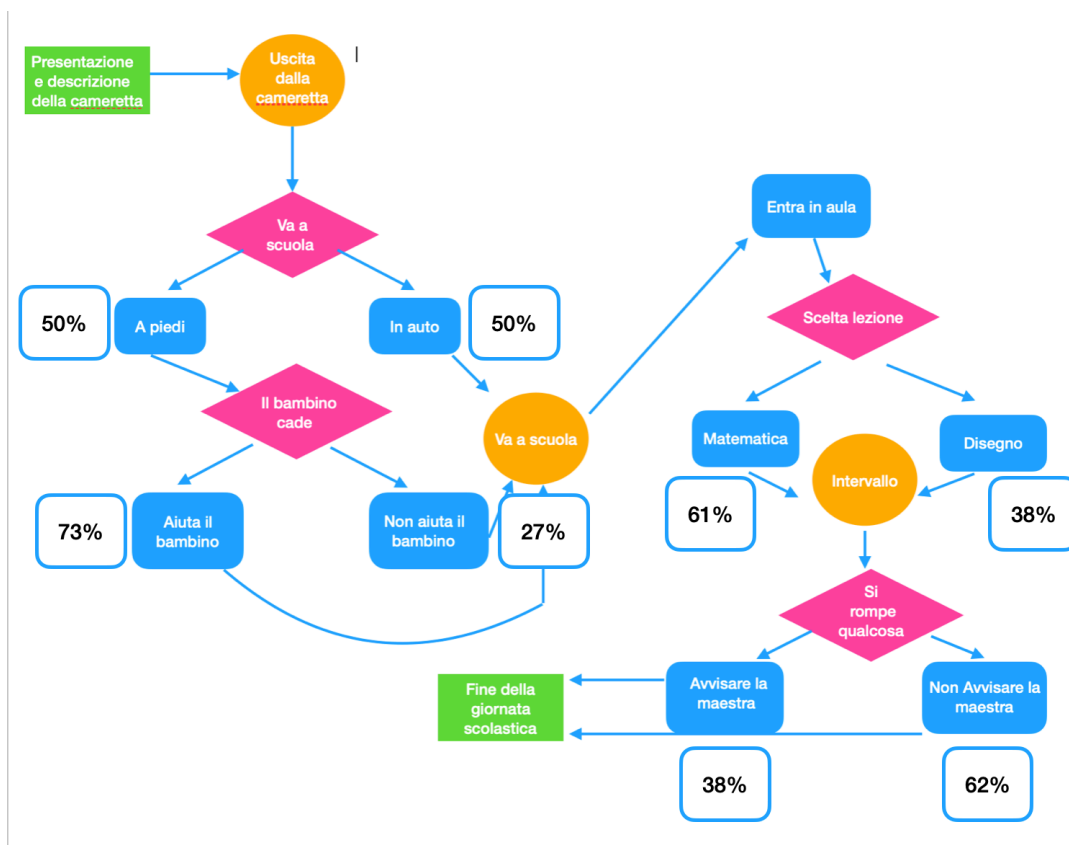 Presentazione
e descrizione
della cameretta
Uscita
dalla
cameretta
Va a
scuola
50%
A piedi
In auto
50%
Il bambino
cade
73%
Aiuta il
bambino
Non aiuta il
bambino
27%
Va a scuola
Entra in aula
Scelta lezione
Matematica
61%
Intervallo
Disegno
38%
Si
rompe
qualcosa
Avvisare la
maestra
38%
Non Avvisare la
maestra
62%
Fine della
giornata
scolastica